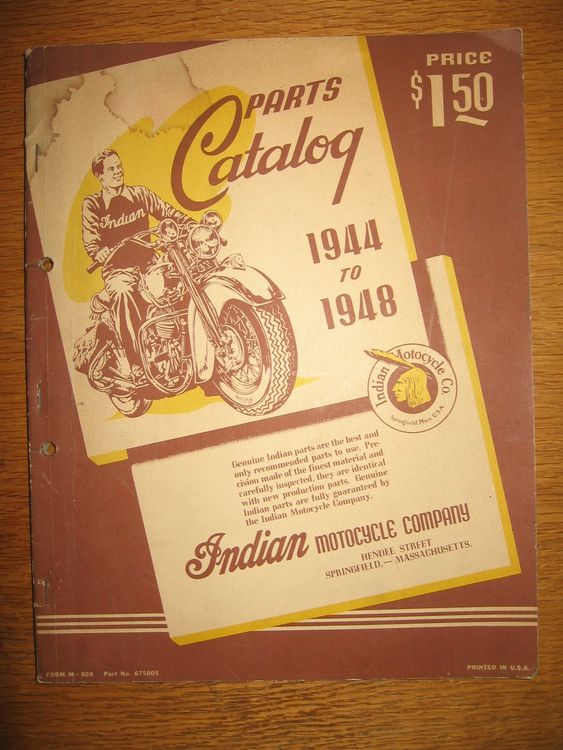 PRICE
$1.50
PARTS
Catalog
Indian
1944
TO
1948
Indian Motocycle Co.
Springfield, Mass. U.S.A.
Genuine Indian parts are the best and
only recommended parts to use. Pre-
cision made of the finest material and
carefully inspected, they are identical
with new production parts. Genuine
Indian parts are fully guaranteed by
the Indian Motocycle Company.
Indian MOTOCYCLE COMPANY
HENDEE STREET
SPRINGFIELD, — MASSACHUSETTS.
FORM M - 809 Part No. 675005
PRINTED IN U.S.A.